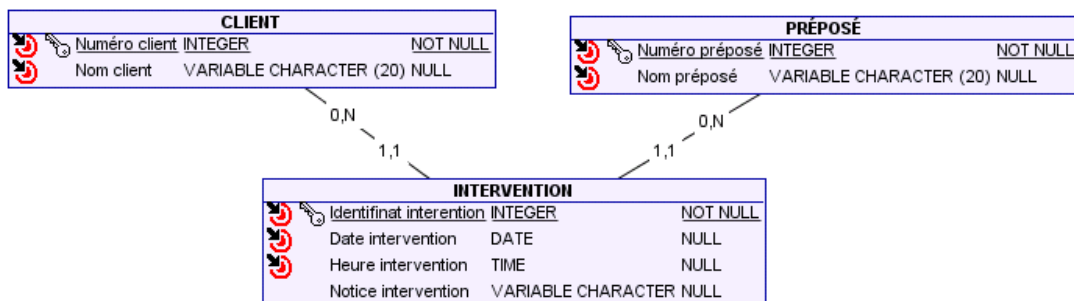 CLIENT
Numéro client INTEGER NOT NULL
Nom client VARIABLE CHARACTER (20) NULL
PRÉPOSÉ
Numéro préposé INTEGER NOT NULL
Nom préposé VARIABLE CHARACTER (20) NULL
0,N
0,N
1,1
1,1
INTERVENTION
Identifinat interention INTEGER NOT NULL
Date intervention DATE NULL
Heure intervention TIME NULL
Notice intervention VARIABLE CHARACTER NULL